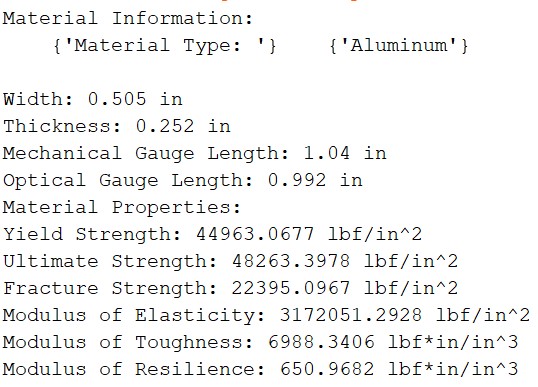 Material Information:
{'Material Type: '} {'Aluminum'}
Width: 0.505 in
Thickness: 0.252 in
Mechanical Gauge Length: 1.04 in
Optical Gauge Length: 0.992 in
Material Properties:
Yield Strength: 44963.0677 lbf/in^2
Ultimate Strength: 48263.3978 lbf/in^2
Fracture Strength: 22395.0967 lbf/in^2
Modulus of Elasticity: 3172051.2928 lbf/in^2
Modulus of Toughness: 6988.3406 lbf*in/in^3
Modulus of Resilience: 650.9682 lbf*in/in^3